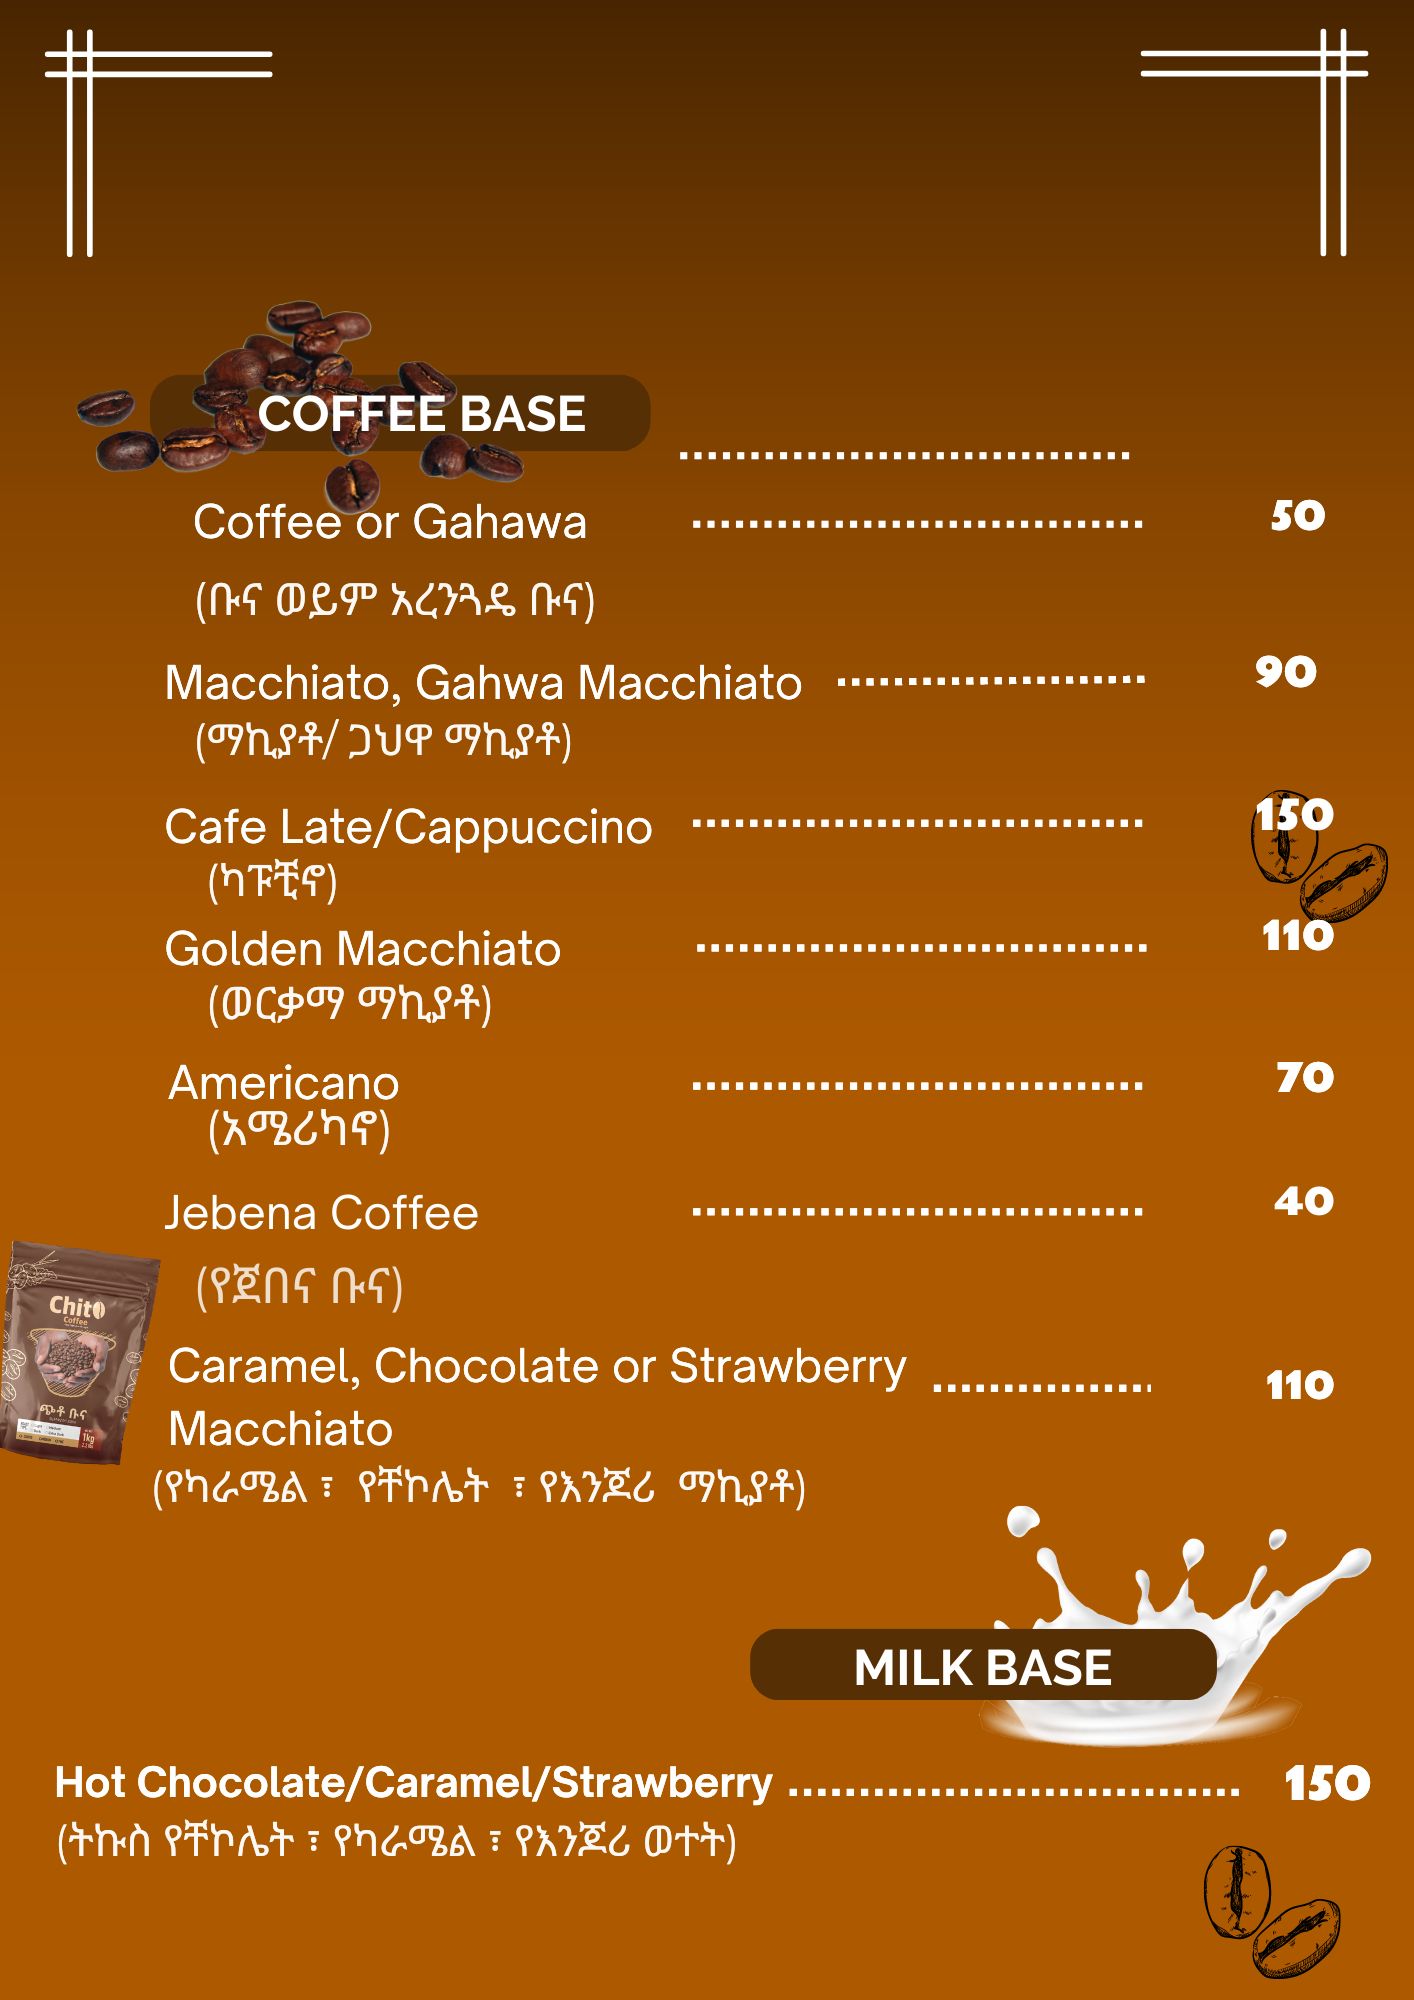 COFFEE BASE
Coffee or Gahawa 50
(ቡና ወይም አረንጓዴ ቡና)
Macchiato, Gahwa Macchiato 90
(ማኪያቶ/ ጋህዋ ማኪያቶ)
Cafe Late/Cappuccino 150
(ካፑቺኖ)
Golden Macchiato 110
(ወርቃማ ማኪያቶ)
Americano 70
(አሜሪካኖ)
Jebena Coffee 40
(የጀበና ቡና)
Chito
Coffee
ጭቶ ቡና
1kg
Caramel, Chocolate or Strawberry 110
Macchiato
(የካራሜል ፣ የቸኮሌት ፣ የእንጆሪ ማኪያቶ)
MILK BASE
Hot Chocolate/Caramel/Strawberry 150
(ትኩስ የቸኮሌት ፣ የካራሜል ፣ የእንጆሪ ወተት)